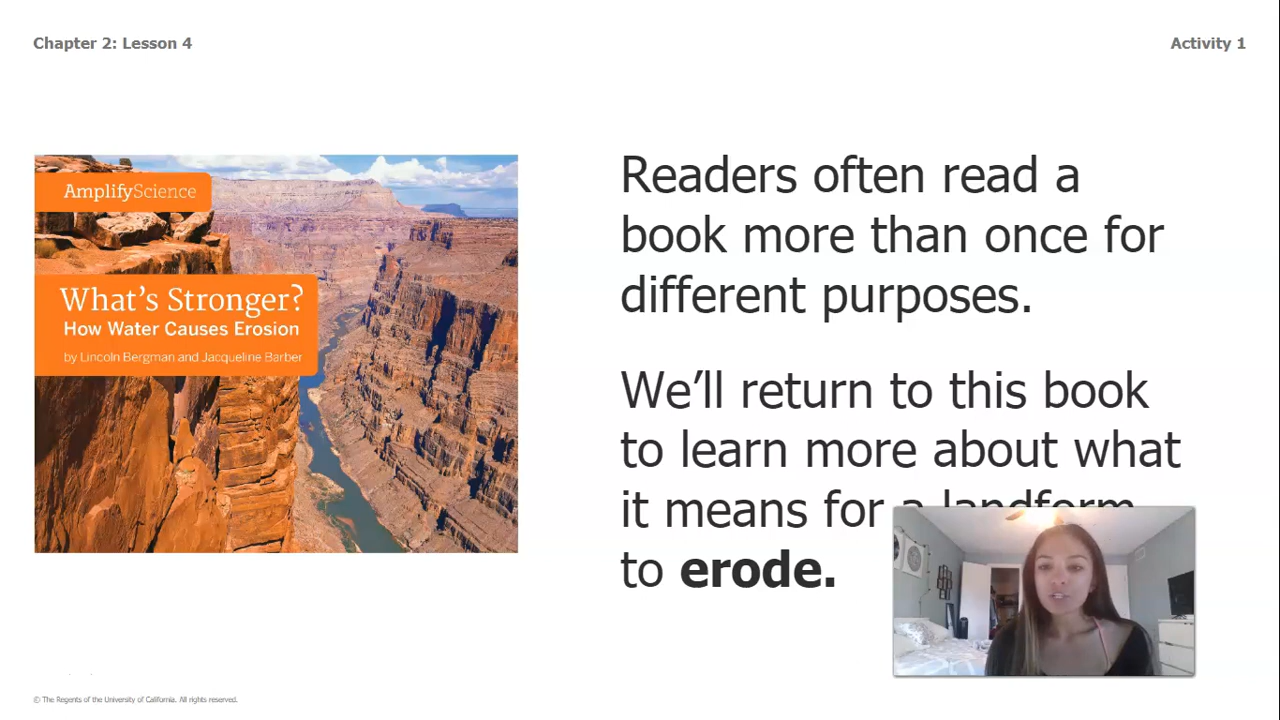 Chapter 2: Lesson 4
Activity 1
AmplifyScience
What's Stronger?
How Water Causes Erosion
by Lincoln Bergman and Jacqueline Barber
Readers often read a
book more than once for
different purposes.
We'll return to this book
to learn more about what
it means for a landform
to erode.
© The Regents of the University of California. All rights reserved.